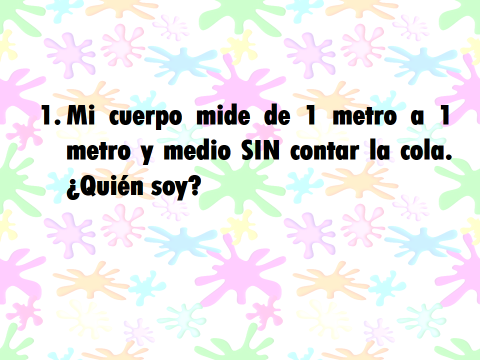 1. Mi cuerpo mide de 1 metro a 1
metro y medio SIN contar la cola.
¿Quién soy?